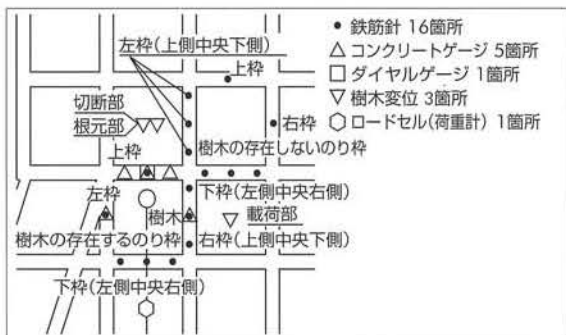 左枠(上側中央下側)
上枠
切断部
根元部
右枠
上枠
樹木の存在しないのり枠
左枠
下枠(左側中央右側)
樹木
載荷部
樹木の存在するのり枠
右枠(上側中央下側)
下枠(左側中央右側)
● 鉄筋針 16箇所
△ コンクリートゲージ 5箇所
□ ダイヤルゲージ 1箇所
▽ 樹木変位 3箇所
⬡ ロードセル(荷重計) 1箇所